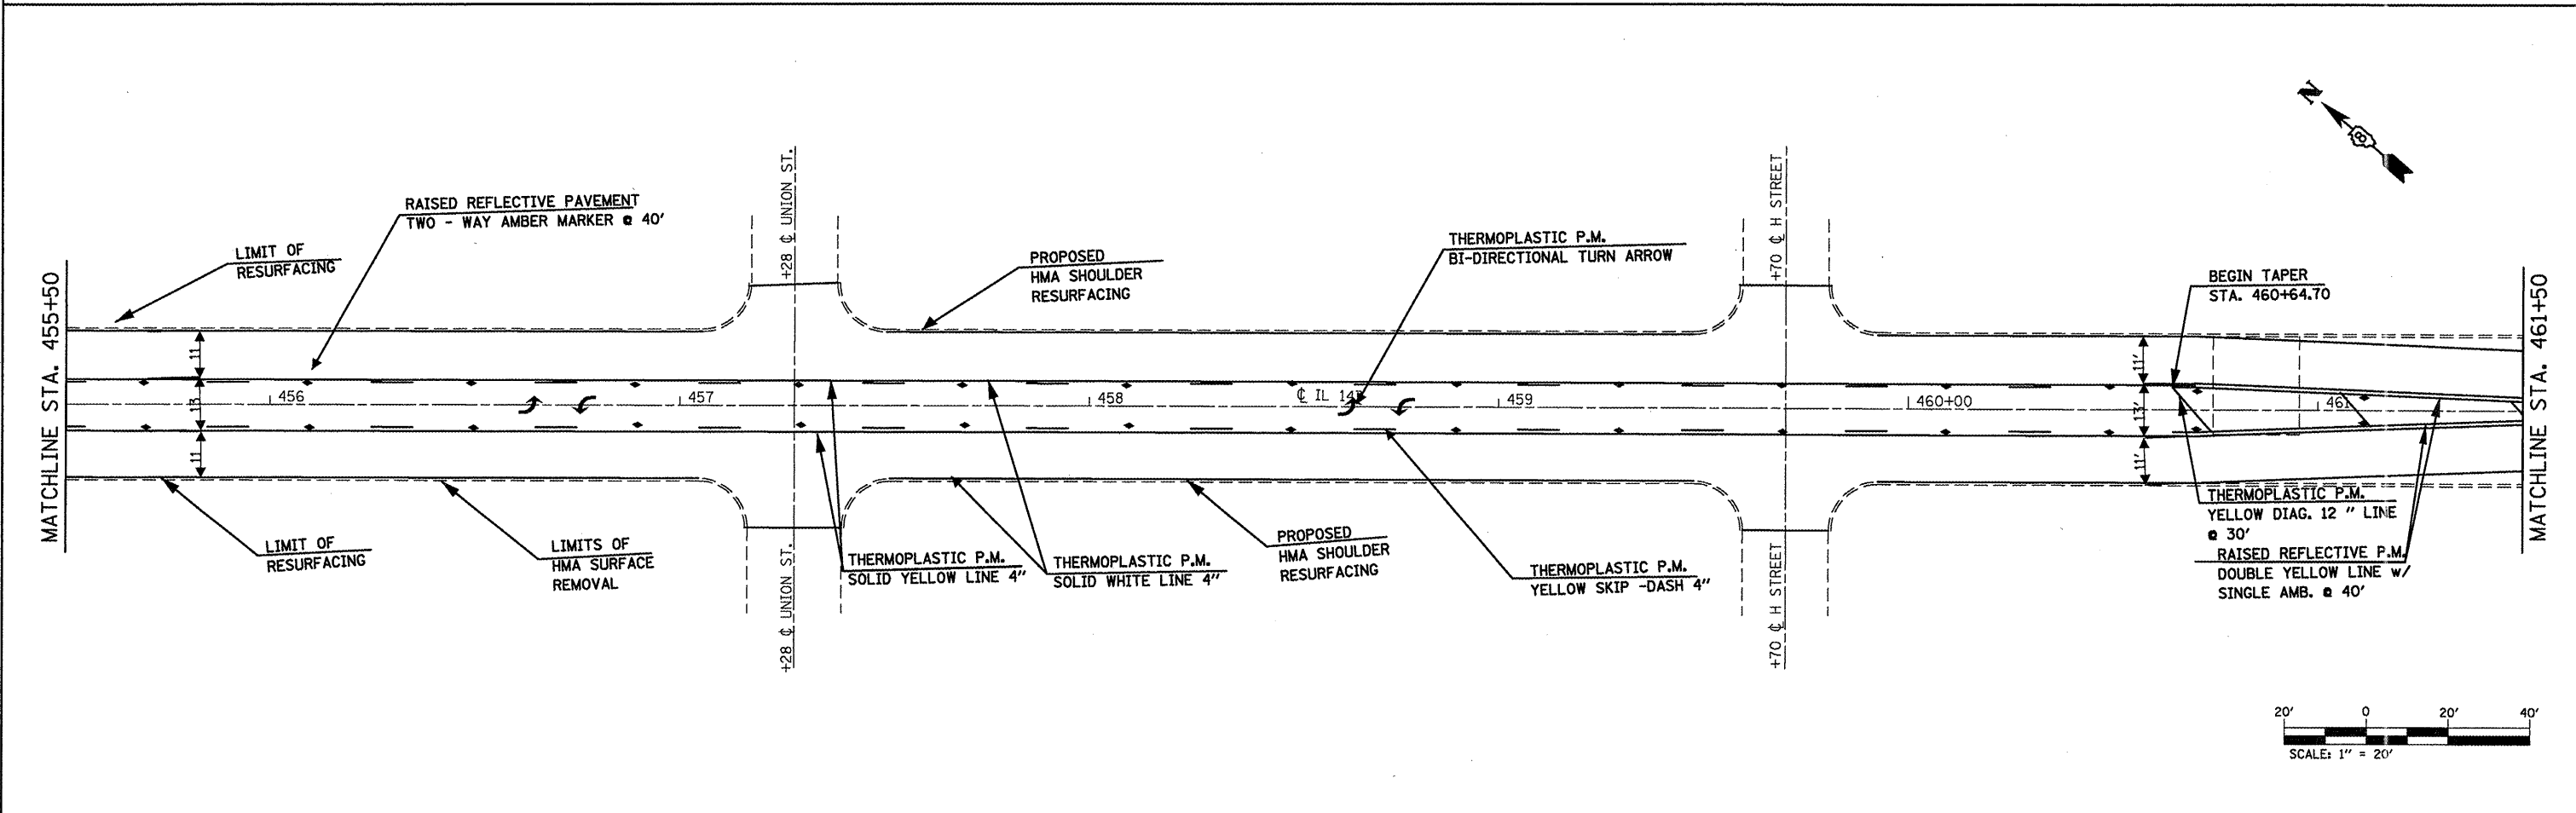 N
8
MATCHLINE STA. 455+50
LIMIT OF
RESURFACING
RAISED REFLECTIVE PAVEMENT
TWO - WAY AMBER MARKER @ 40'
+28 ℄ UNION ST.
PROPOSED
HMA SHOULDER
RESURFACING
THERMOPLASTIC P.M.
BI-DIRECTIONAL TURN ARROW
+70 ℄ H STREET
BEGIN TAPER
STA. 460+64.70
MATCHLINE STA. 461+50
11
13
11
456
457
458
℄ IL 14
459
460+00
461
11'
13'
11'
LIMIT OF
RESURFACING
LIMITS OF
HMA SURFACE
REMOVAL
+28 ℄ UNION ST.
THERMOPLASTIC P.M.
SOLID YELLOW LINE 4"
THERMOPLASTIC P.M.
SOLID WHITE LINE 4"
PROPOSED
HMA SHOULDER
RESURFACING
THERMOPLASTIC P.M.
YELLOW SKIP -DASH 4"
+70 ℄ H STREET
THERMOPLASTIC P.M.
YELLOW DIAG. 12 " LINE
@ 30'
RAISED REFLECTIVE P.M.
DOUBLE YELLOW LINE w/
SINGLE AMB. @ 40'
20' 0 20' 40'
SCALE: 1" = 20'